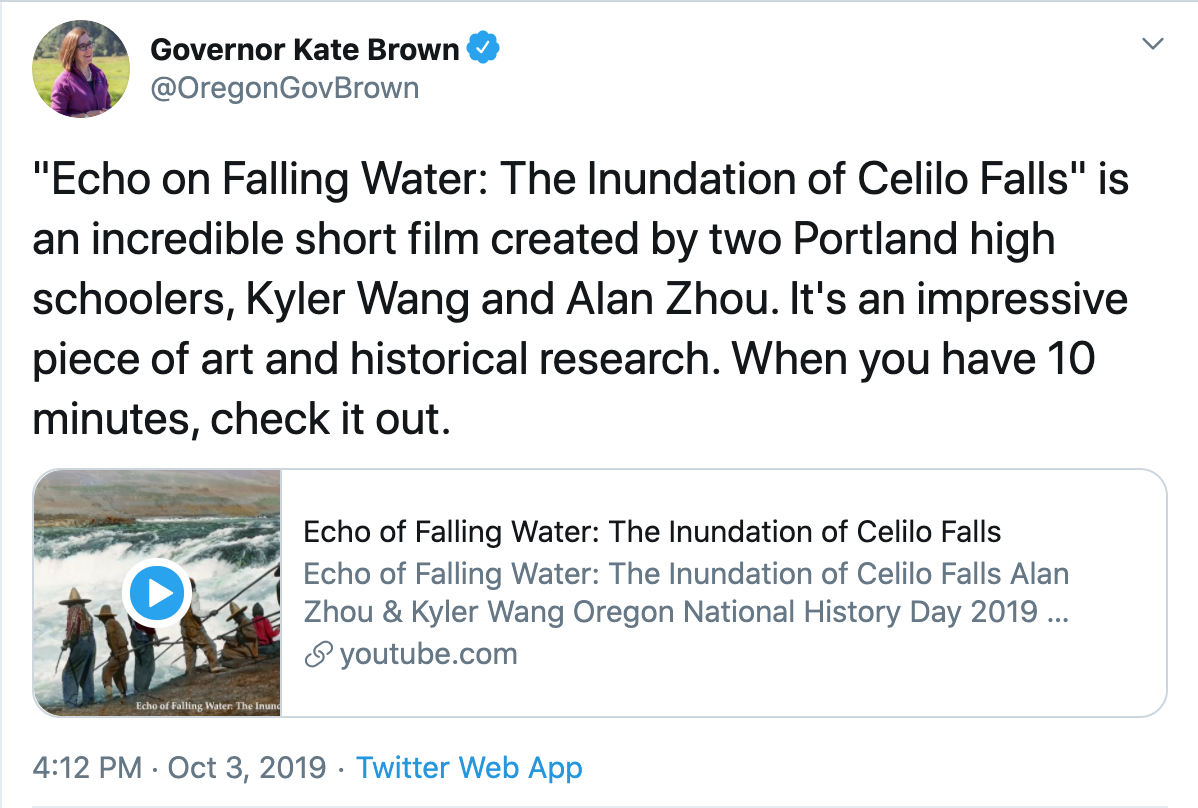 Governor Kate Brown
@OregonGovBrown
"Echo on Falling Water: The Inundation of Celilo Falls" is
an incredible short film created by two Portland high
schoolers, Kyler Wang and Alan Zhou. It's an impressive
piece of art and historical research. When you have 10
minutes, check it out.
Echo of Falling Water: The Inund
Echo of Falling Water: The Inundation of Celilo Falls
Echo of Falling Water: The Inundation of Celilo Falls Alan
Zhou & Kyler Wang Oregon National History Day 2019 ...
youtube.com
4:12 PM · Oct 3, 2019 · Twitter Web App